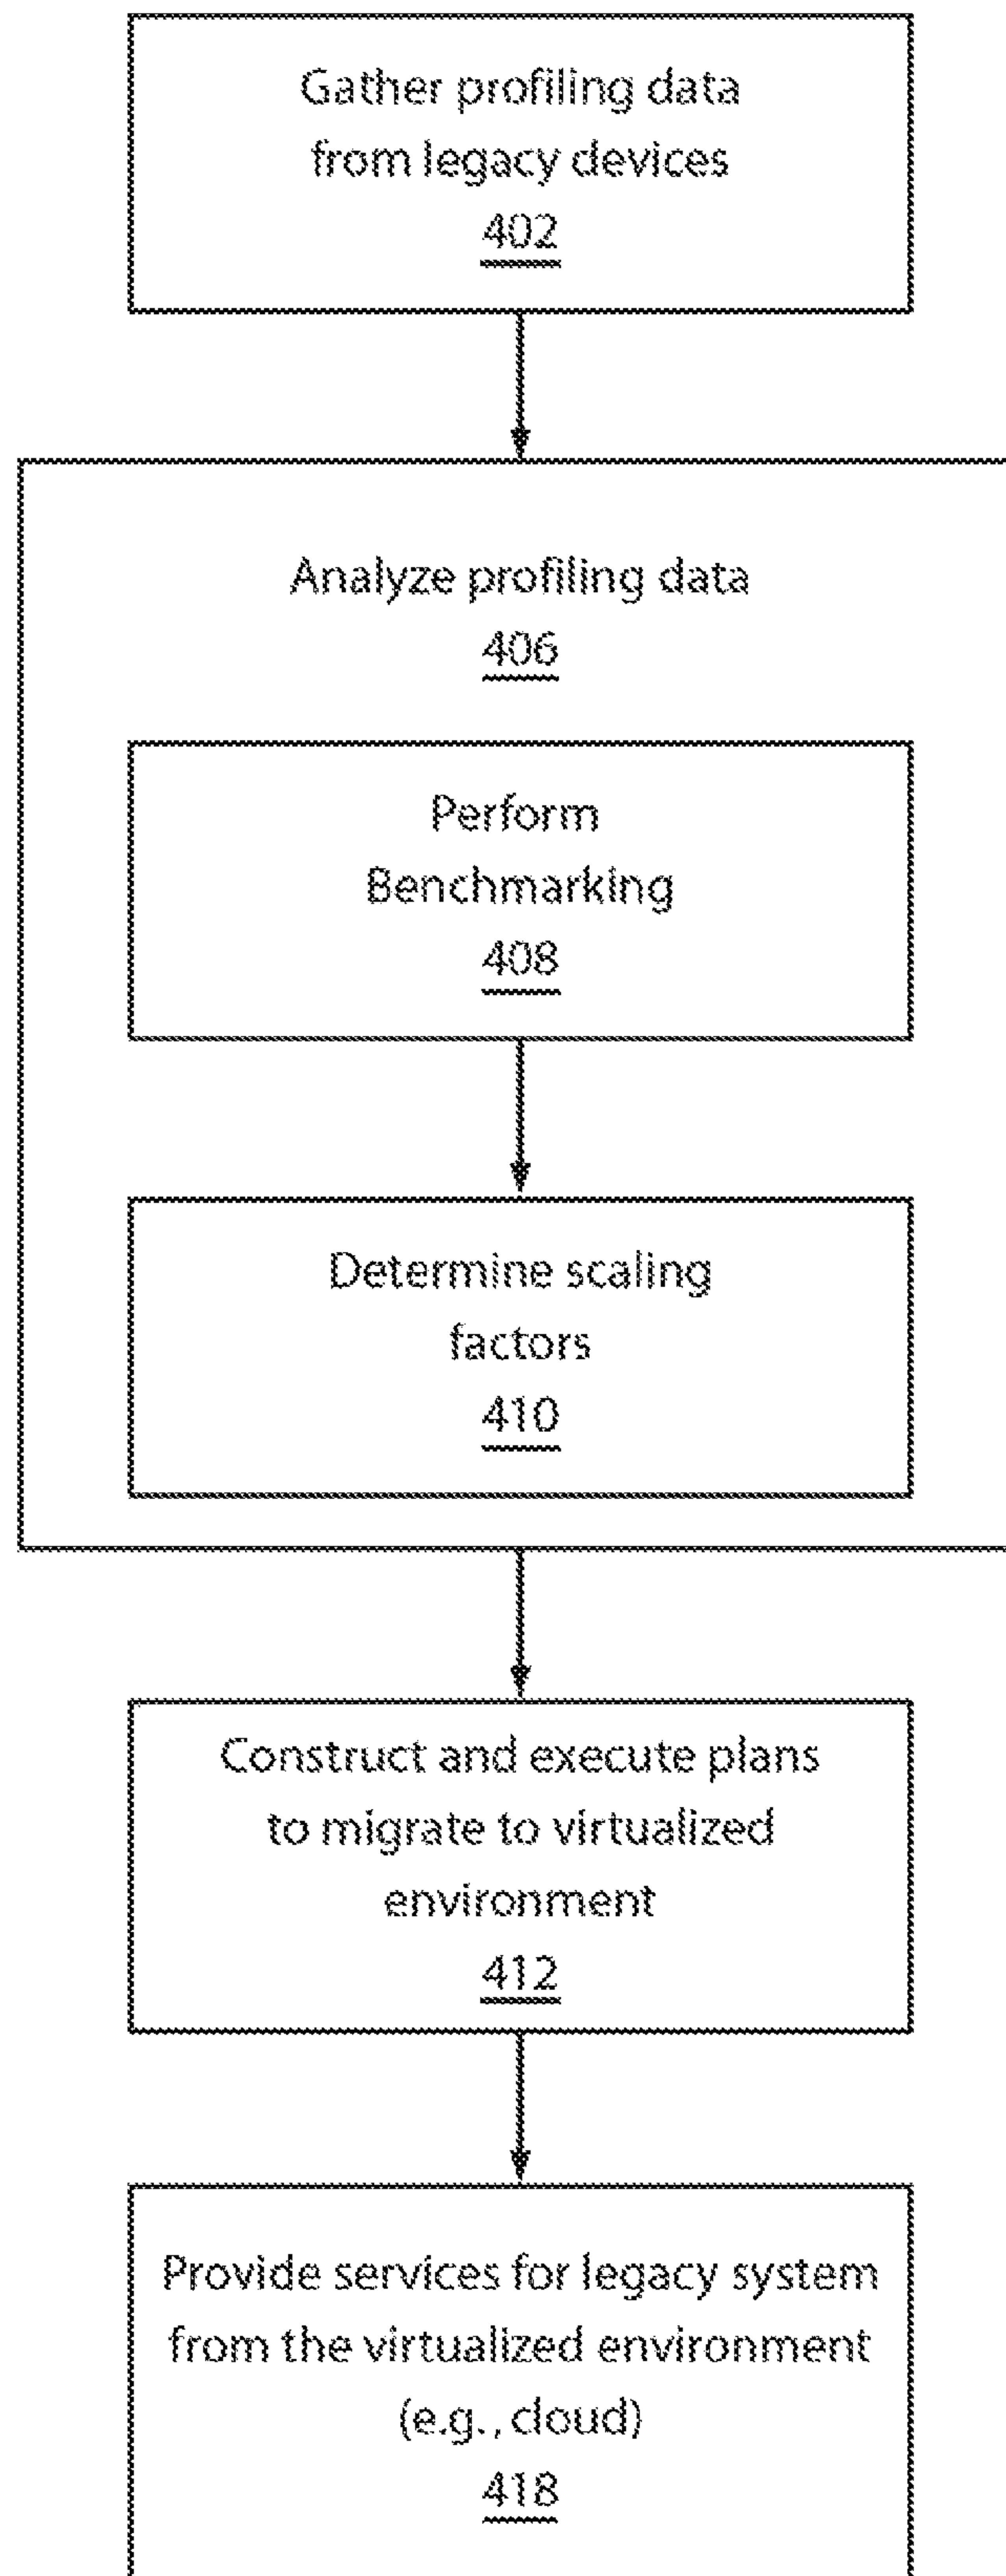 Gather profiling data
from legacy devices
402
Analyze profiling data
406
Perform
Benchmarking
408
Determine scaling
factors
410
Construct and execute plans
to migrate to virtualized
environment
412
Provide services for legacy system
from the virtualized environment
(e.g., cloud)
418